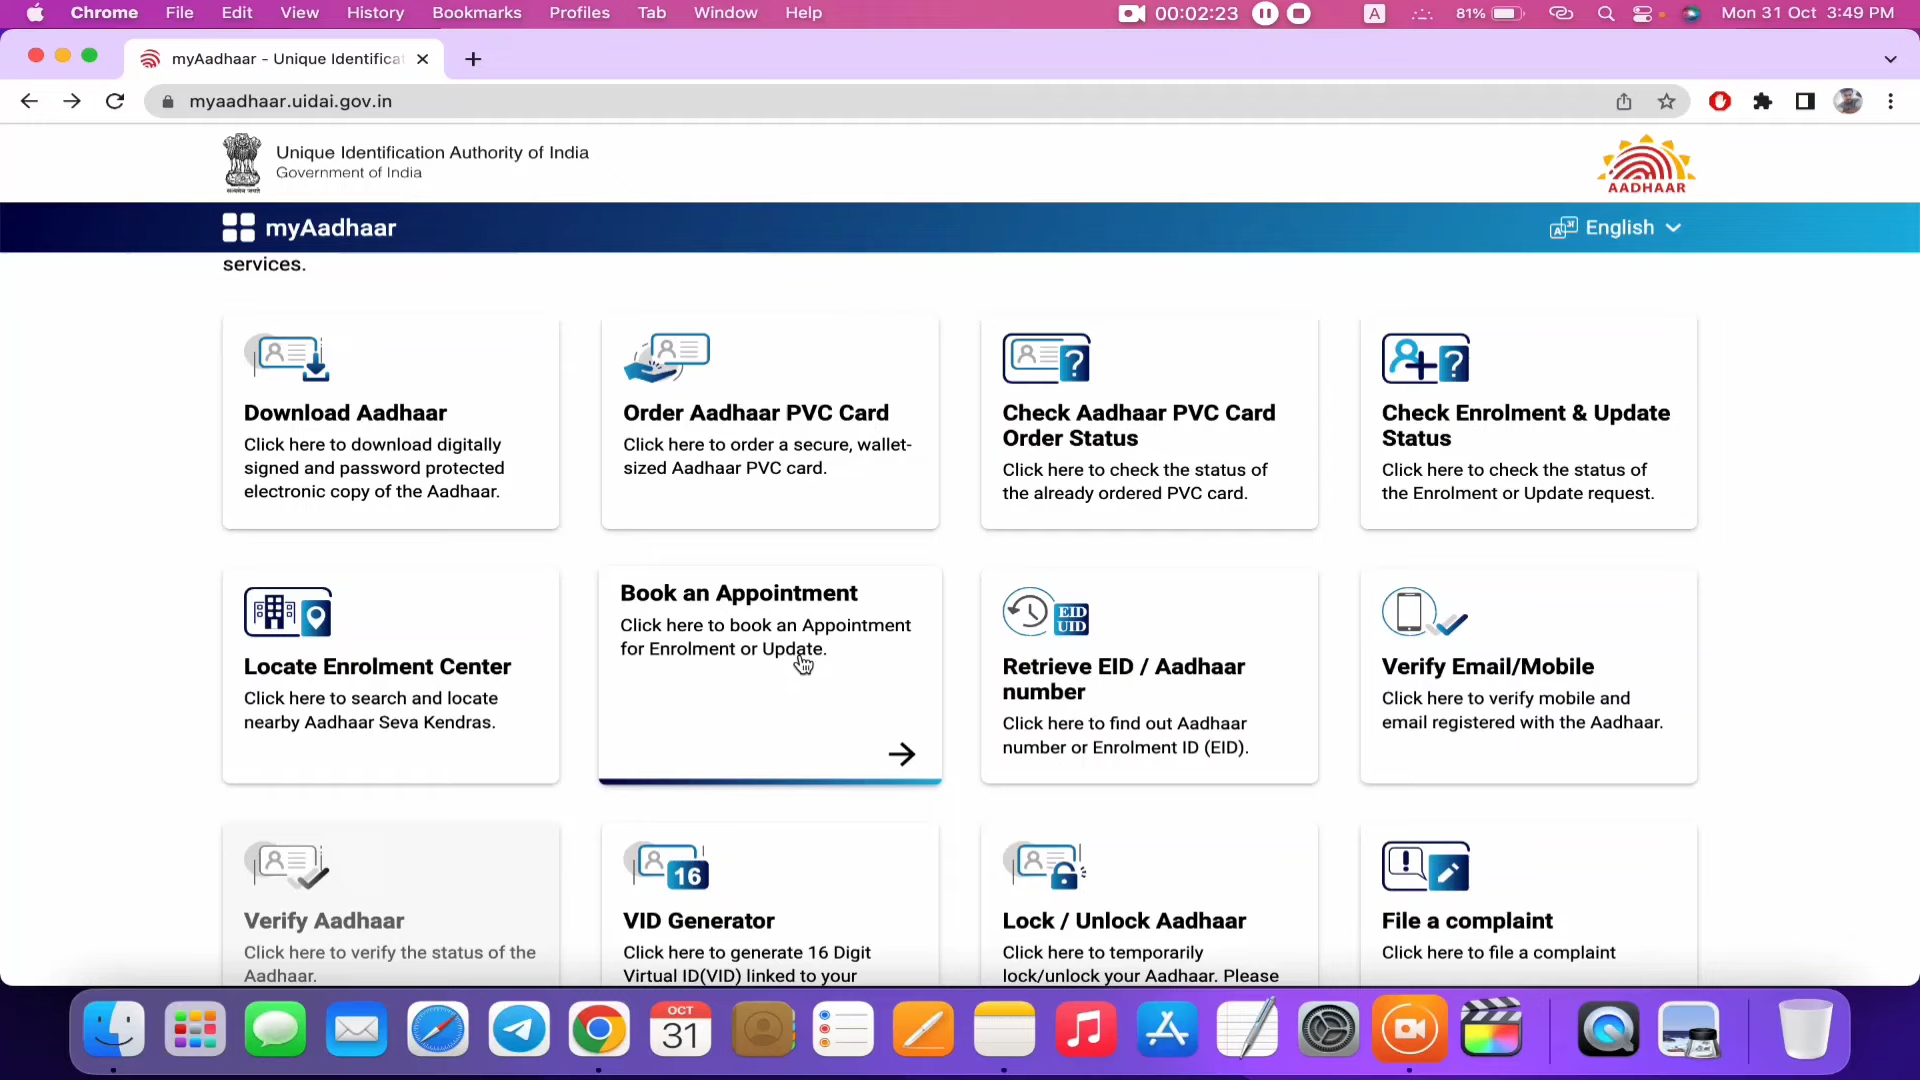 Chrome File Edit View History Bookmarks Profiles Tab Window Help 00:02:23 A 81% Mon 31 Oct 3:49 PM
myAadhaar - Unique Identificat
myaadhaar.uidai.gov.in
Unique Identification Authority of India
Government of India
AADHAAR
myAadhaar
English
services.
Download Aadhaar
Click here to download digitally
signed and password protected
electronic copy of the Aadhaar.
Order Aadhaar PVC Card
Click here to order a secure, wallet-
sized Aadhaar PVC card.
Check Aadhaar PVC Card
Order Status
Click here to check the status of
the already ordered PVC card.
Check Enrolment & Update
Status
Click here to check the status of
the Enrolment or Update request.
Locate Enrolment Center
Click here to search and locate
nearby Aadhaar Seva Kendras.
Book an Appointment
Click here to book an Appointment
for Enrolment or Update.
EID
UID
Retrieve EID / Aadhaar
number
Click here to find out Aadhaar
number or Enrolment ID (EID).
Verify Email/Mobile
Click here to verify mobile and
email registered with the Aadhaar.
Verify Aadhaar
Click here to verify the status of the
Aadhaar.
16
VID Generator
Click here to generate 16 Digit
Virtual ID(VID) linked to your
Lock / Unlock Aadhaar
Click here to temporarily
lock/unlock your Aadhaar. Please
File a complaint
Click here to file a complaint
OCT
31